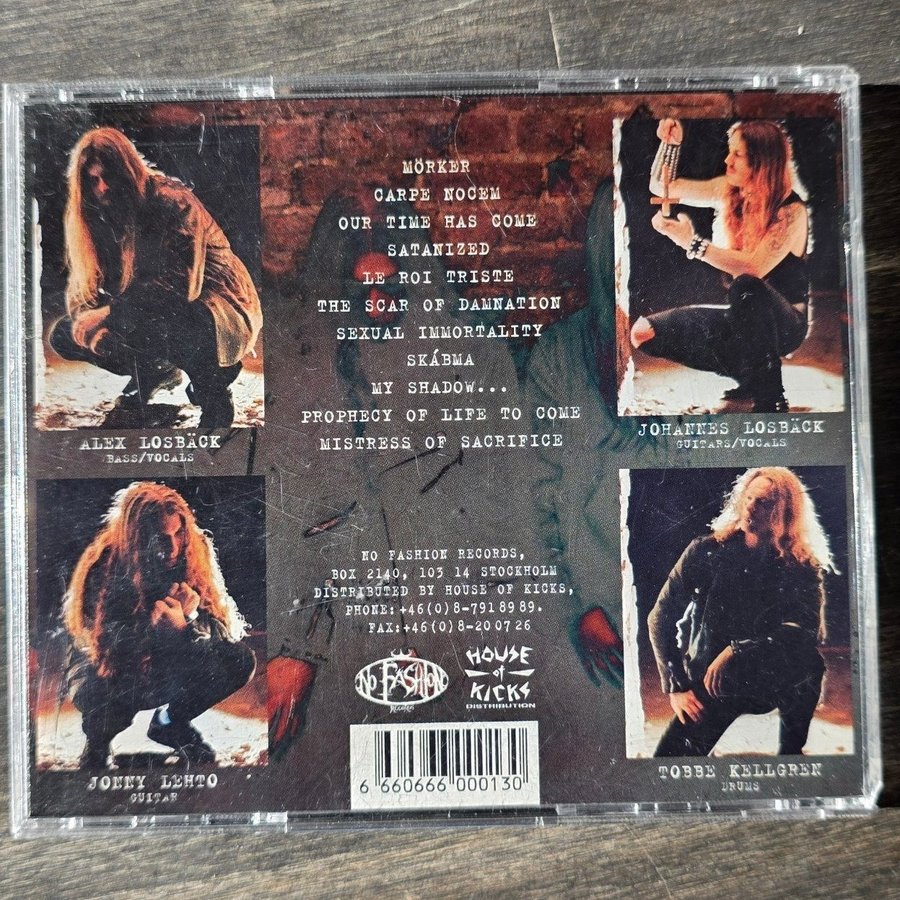 MÖRKER
CARPE NOCEM
OUR TIME HAS COME
SATANIZED
LE ROI TRISTE
THE SCAR OF DAMNATION
SEXUAL IMMORTALITY
SKÁBMA
MY SHADOW...
PROPHECY OF LIFE TO COME
MISTRESS OF SACRIFICE
ALEX LOSBÄCK
BASS/VOCALS
JOHANNES LOSBÄCK
GUITARS/VOCALS
NO FASHION RECORDS,
BOX 2140, 103 14 STOCKHOLM
DISTRIBUTED BY HOUSE OF KICKS,
PHONE:+46(0)8-791 89 89.
FAX:+46(0)8-20 07 26
NO FASHION
RECORDS
HOUSE
of
KICKS
DISTRIBUTION
JONNY LEHTO
GUITAR
TOBBE KELLGREN
DRUMS
6 660666 000130